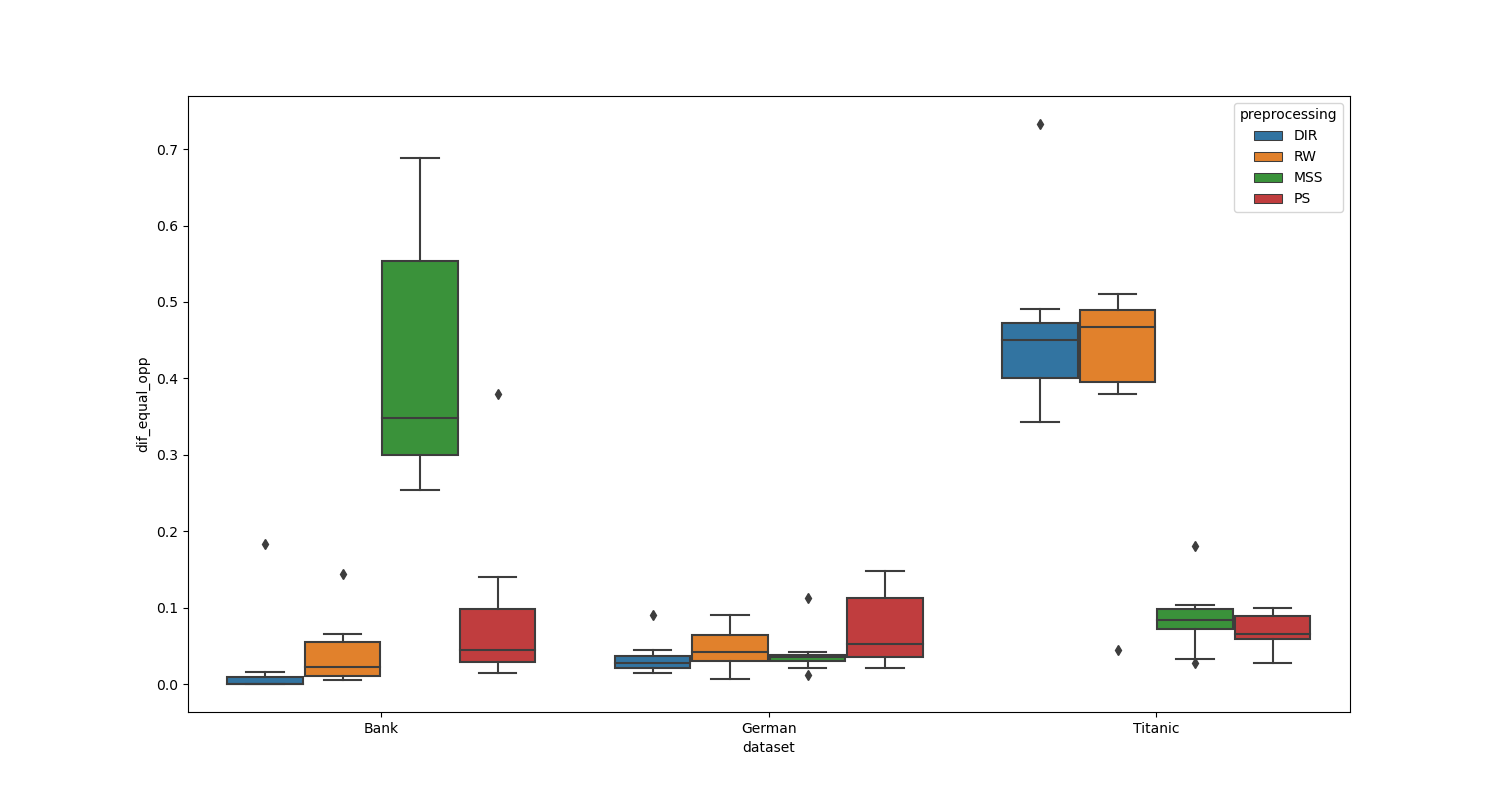 preprocessing
DIR
RW
MSS
PS
dif_equal_opp
0.7
0.6
0.5
0.4
0.3
0.2
0.1
0.0
Bank
German
Titanic
dataset